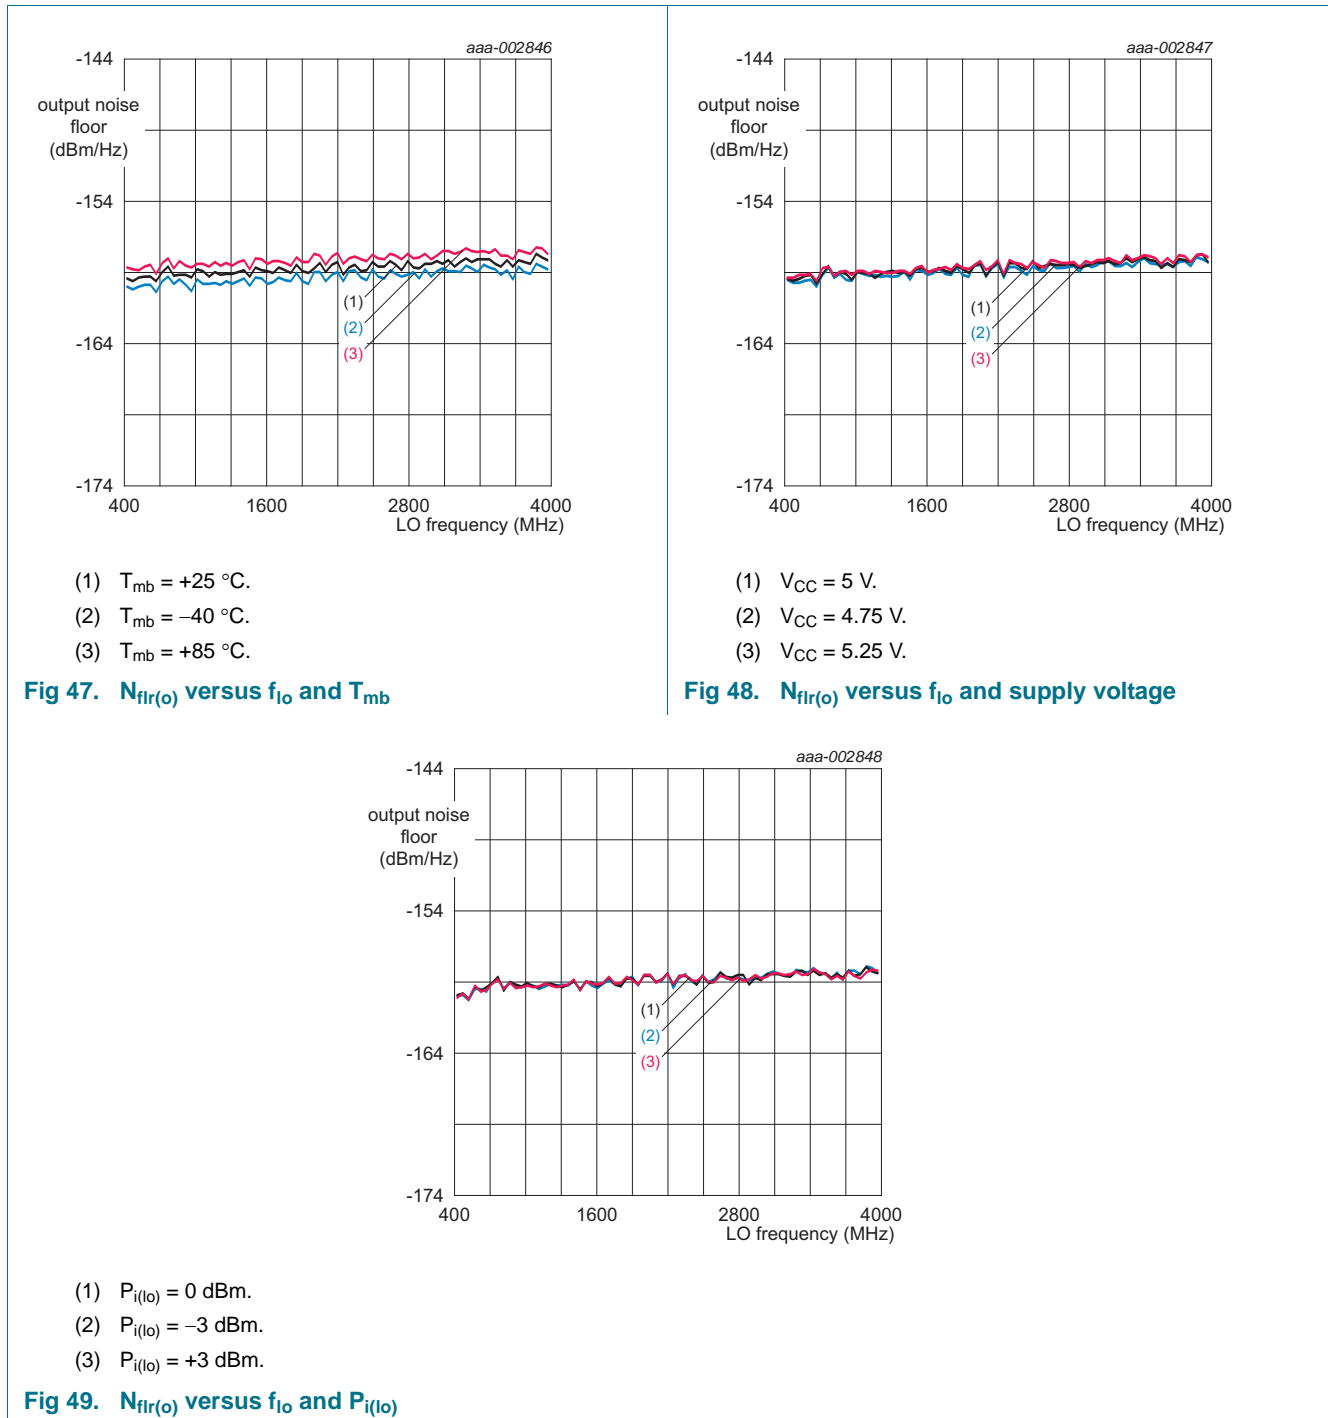 aaa-002846
-144
output noise
floor
(dBm/Hz)
-154
(1)
(2)
-164
(3)
-174
400 1600 2800 4000
LO frequency (MHz)
(1) Tmb = +25 °C.
(2) Tmb = −40 °C.
(3) Tmb = +85 °C.
Fig 47. Nflr(o) versus flo and Tmb
aaa-002847
-144
output noise
floor
(dBm/Hz)
-154
(1)
(2)
-164
(3)
-174
400 1600 2800 4000
LO frequency (MHz)
(1) VCC = 5 V.
(2) VCC = 4.75 V.
(3) VCC = 5.25 V.
Fig 48. Nflr(o) versus flo and supply voltage
aaa-002848
-144
output noise
floor
(dBm/Hz)
-154
(1)
(2)
-164
(3)
-174
400 1600 2800 4000
LO frequency (MHz)
(1) Pi(lo) = 0 dBm.
(2) Pi(lo) = −3 dBm.
(3) Pi(lo) = +3 dBm.
Fig 49. Nflr(o) versus flo and Pi(lo)